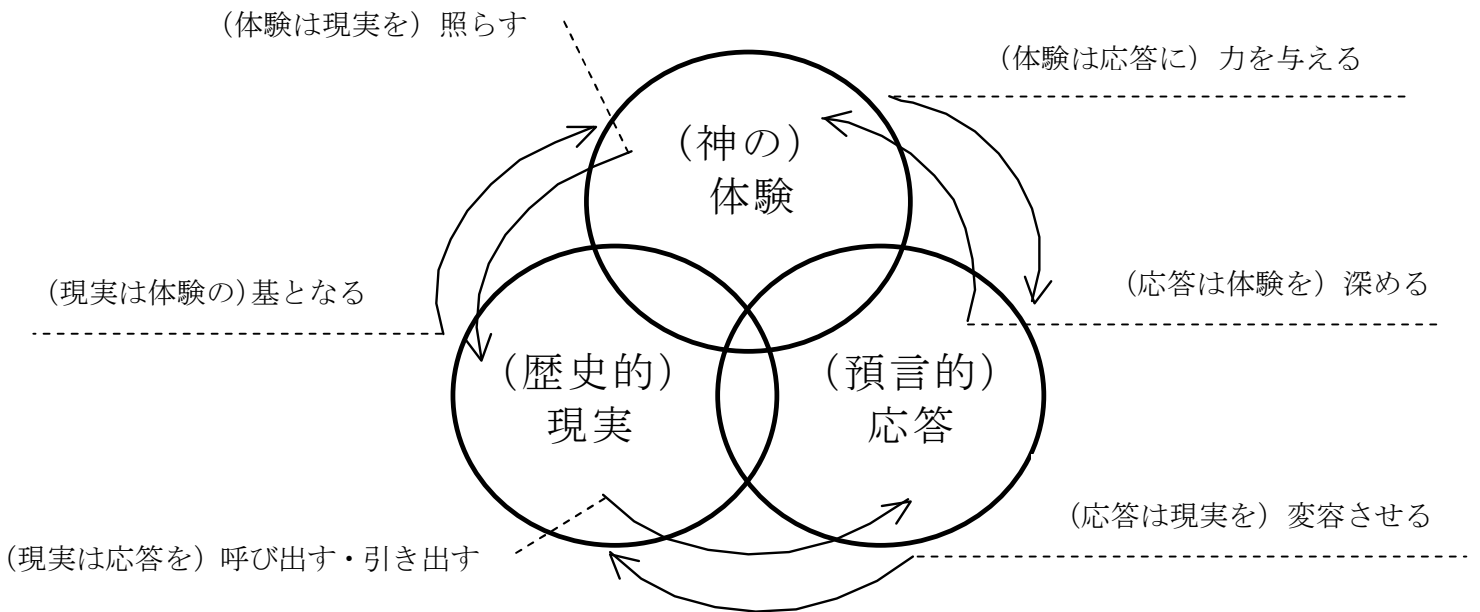 （体験は現実を）照らす
（体験は応答に）力を与える
（神の）
体験
（現実は体験の)基となる
（応答は体験を）深める
（歴史的）
現実
（預言的）
応答
（応答は現実を）変容させる
（現実は応答を）呼び出す・引き出す